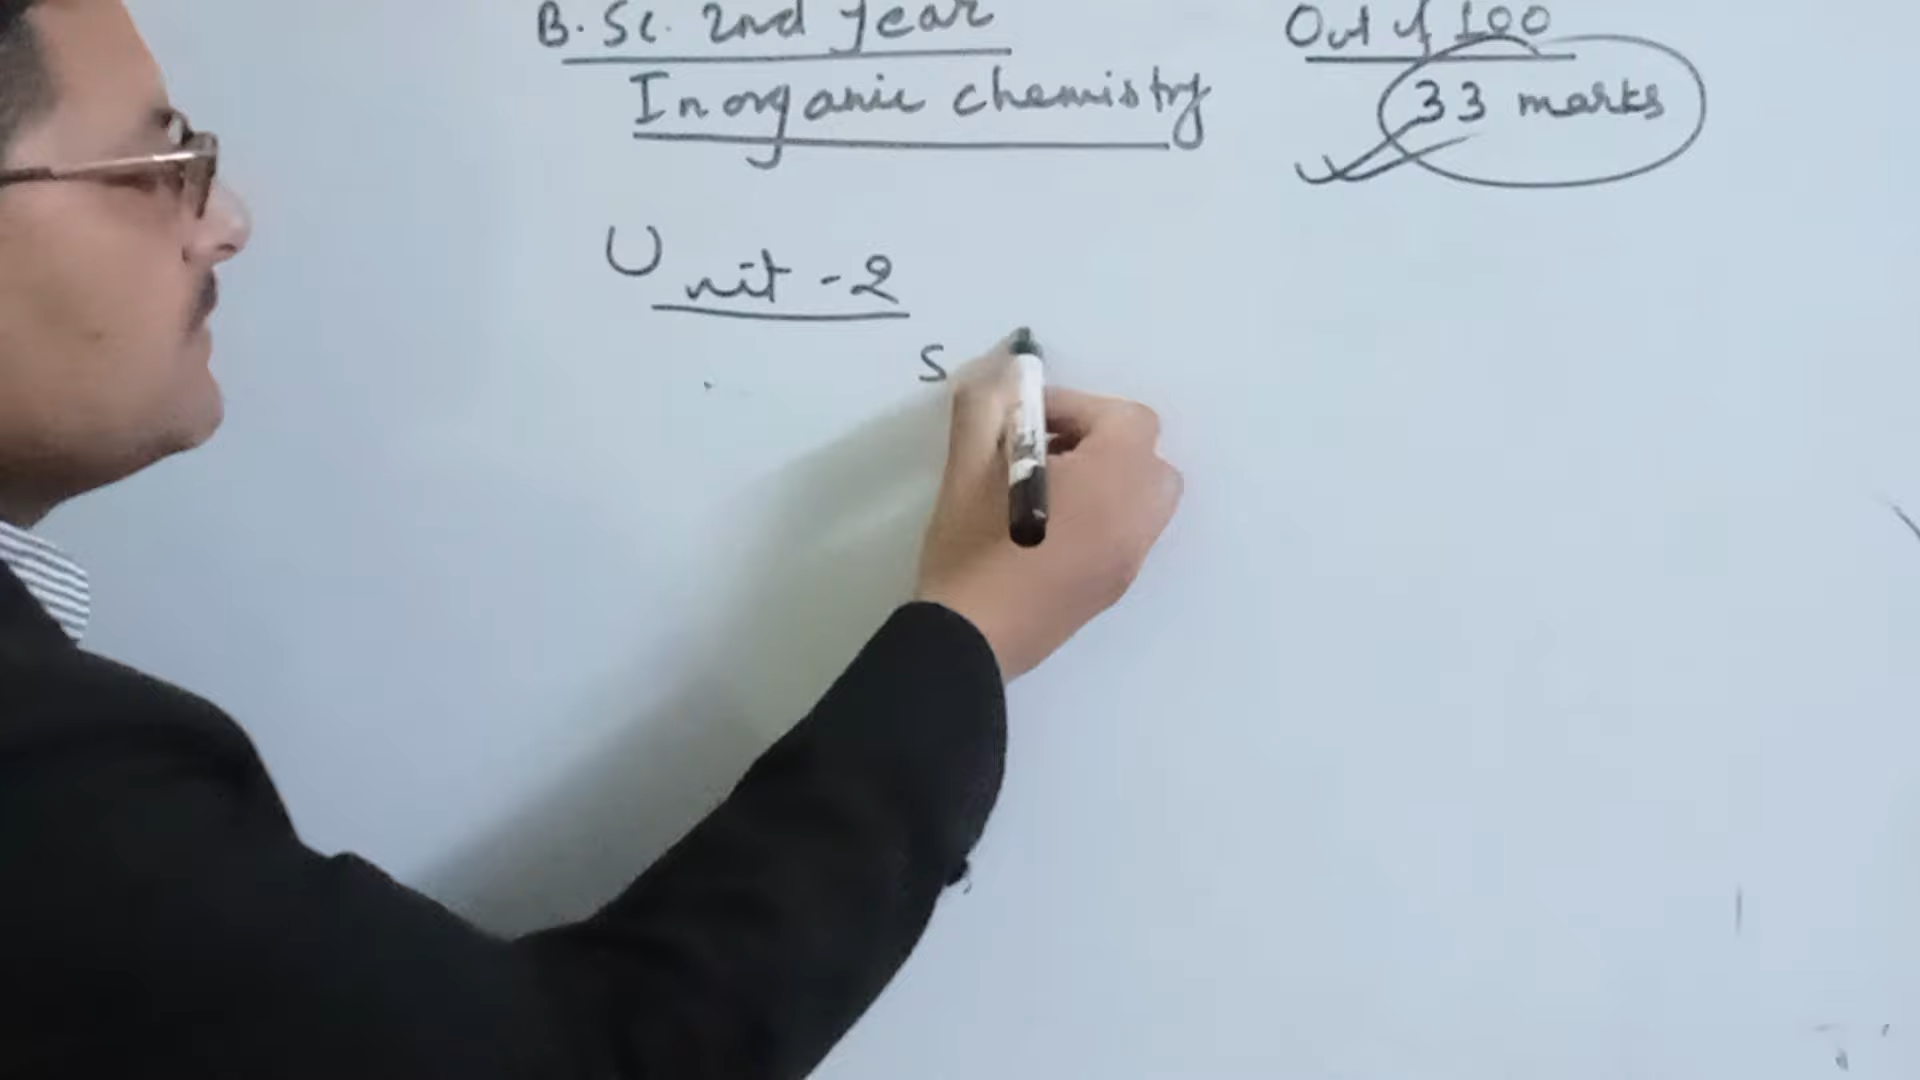 B.Sc. 2nd year
Inorganic chemistry
Out of 100
33 marks
Unit - 2
S